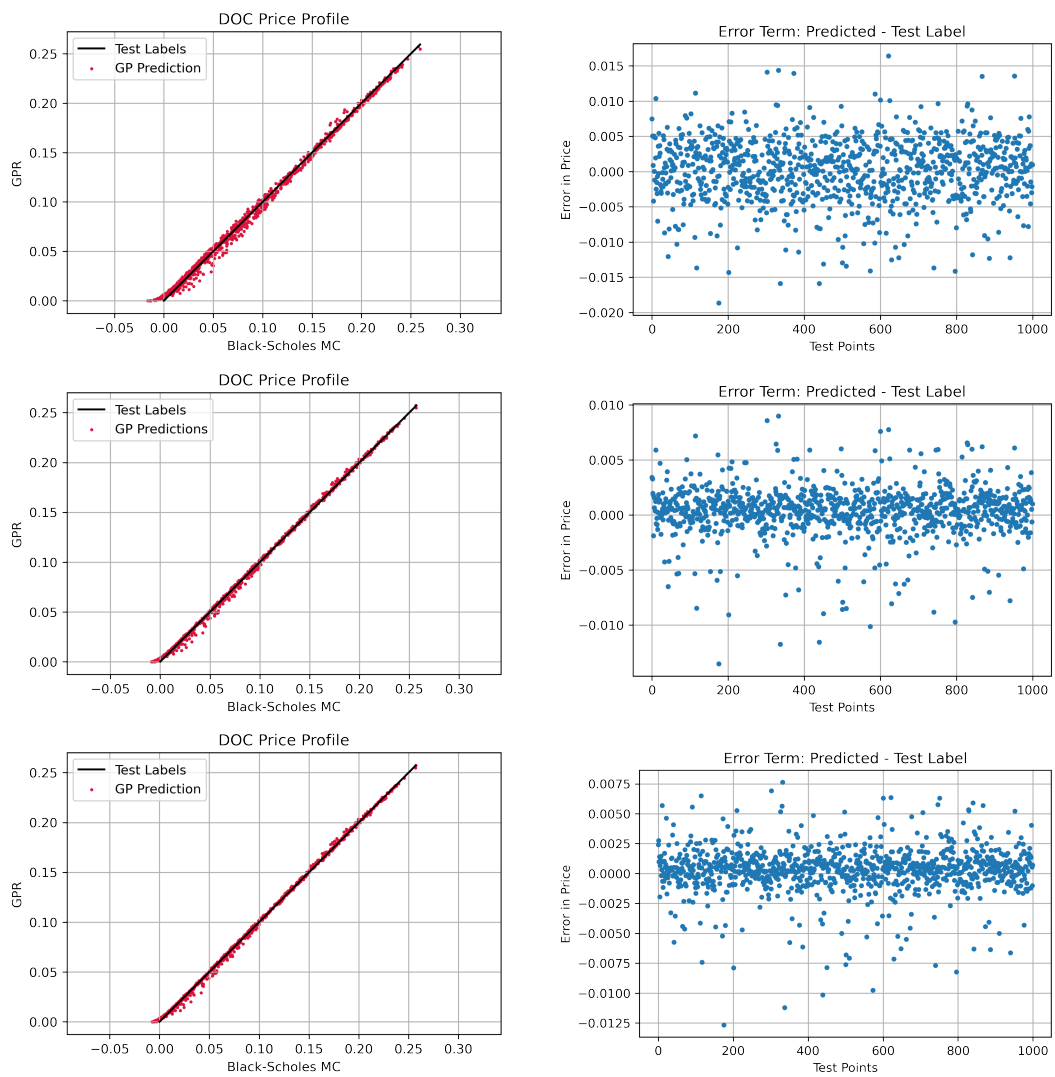 DOC Price Profile
Test Labels
GP Prediction
GPR
0.25
0.20
0.15
0.10
0.05
0.00
−0.05 0.00 0.05 0.10 0.15 0.20 0.25 0.30
Black-Scholes MC
Error Term: Predicted - Test Label
Error in Price
0.015
0.010
0.005
0.000
−0.005
−0.010
−0.015
−0.020
0 200 400 600 800 1000
Test Points
DOC Price Profile
Test Labels
GP Predictions
GPR
0.25
0.20
0.15
0.10
0.05
0.00
−0.05 0.00 0.05 0.10 0.15 0.20 0.25 0.30
Black-Scholes MC
Error Term: Predicted - Test Label
Error in Price
0.010
0.005
0.000
−0.005
−0.010
0 200 400 600 800 1000
Test Points
DOC Price Profile
Test Labels
GP Prediction
GPR
0.25
0.20
0.15
0.10
0.05
0.00
−0.05 0.00 0.05 0.10 0.15 0.20 0.25 0.30
Black-Scholes MC
Error Term: Predicted - Test Label
Error in Price
0.0075
0.0050
0.0025
0.0000
−0.0025
−0.0050
−0.0075
−0.0100
−0.0125
0 200 400 600 800 1000
Test Points